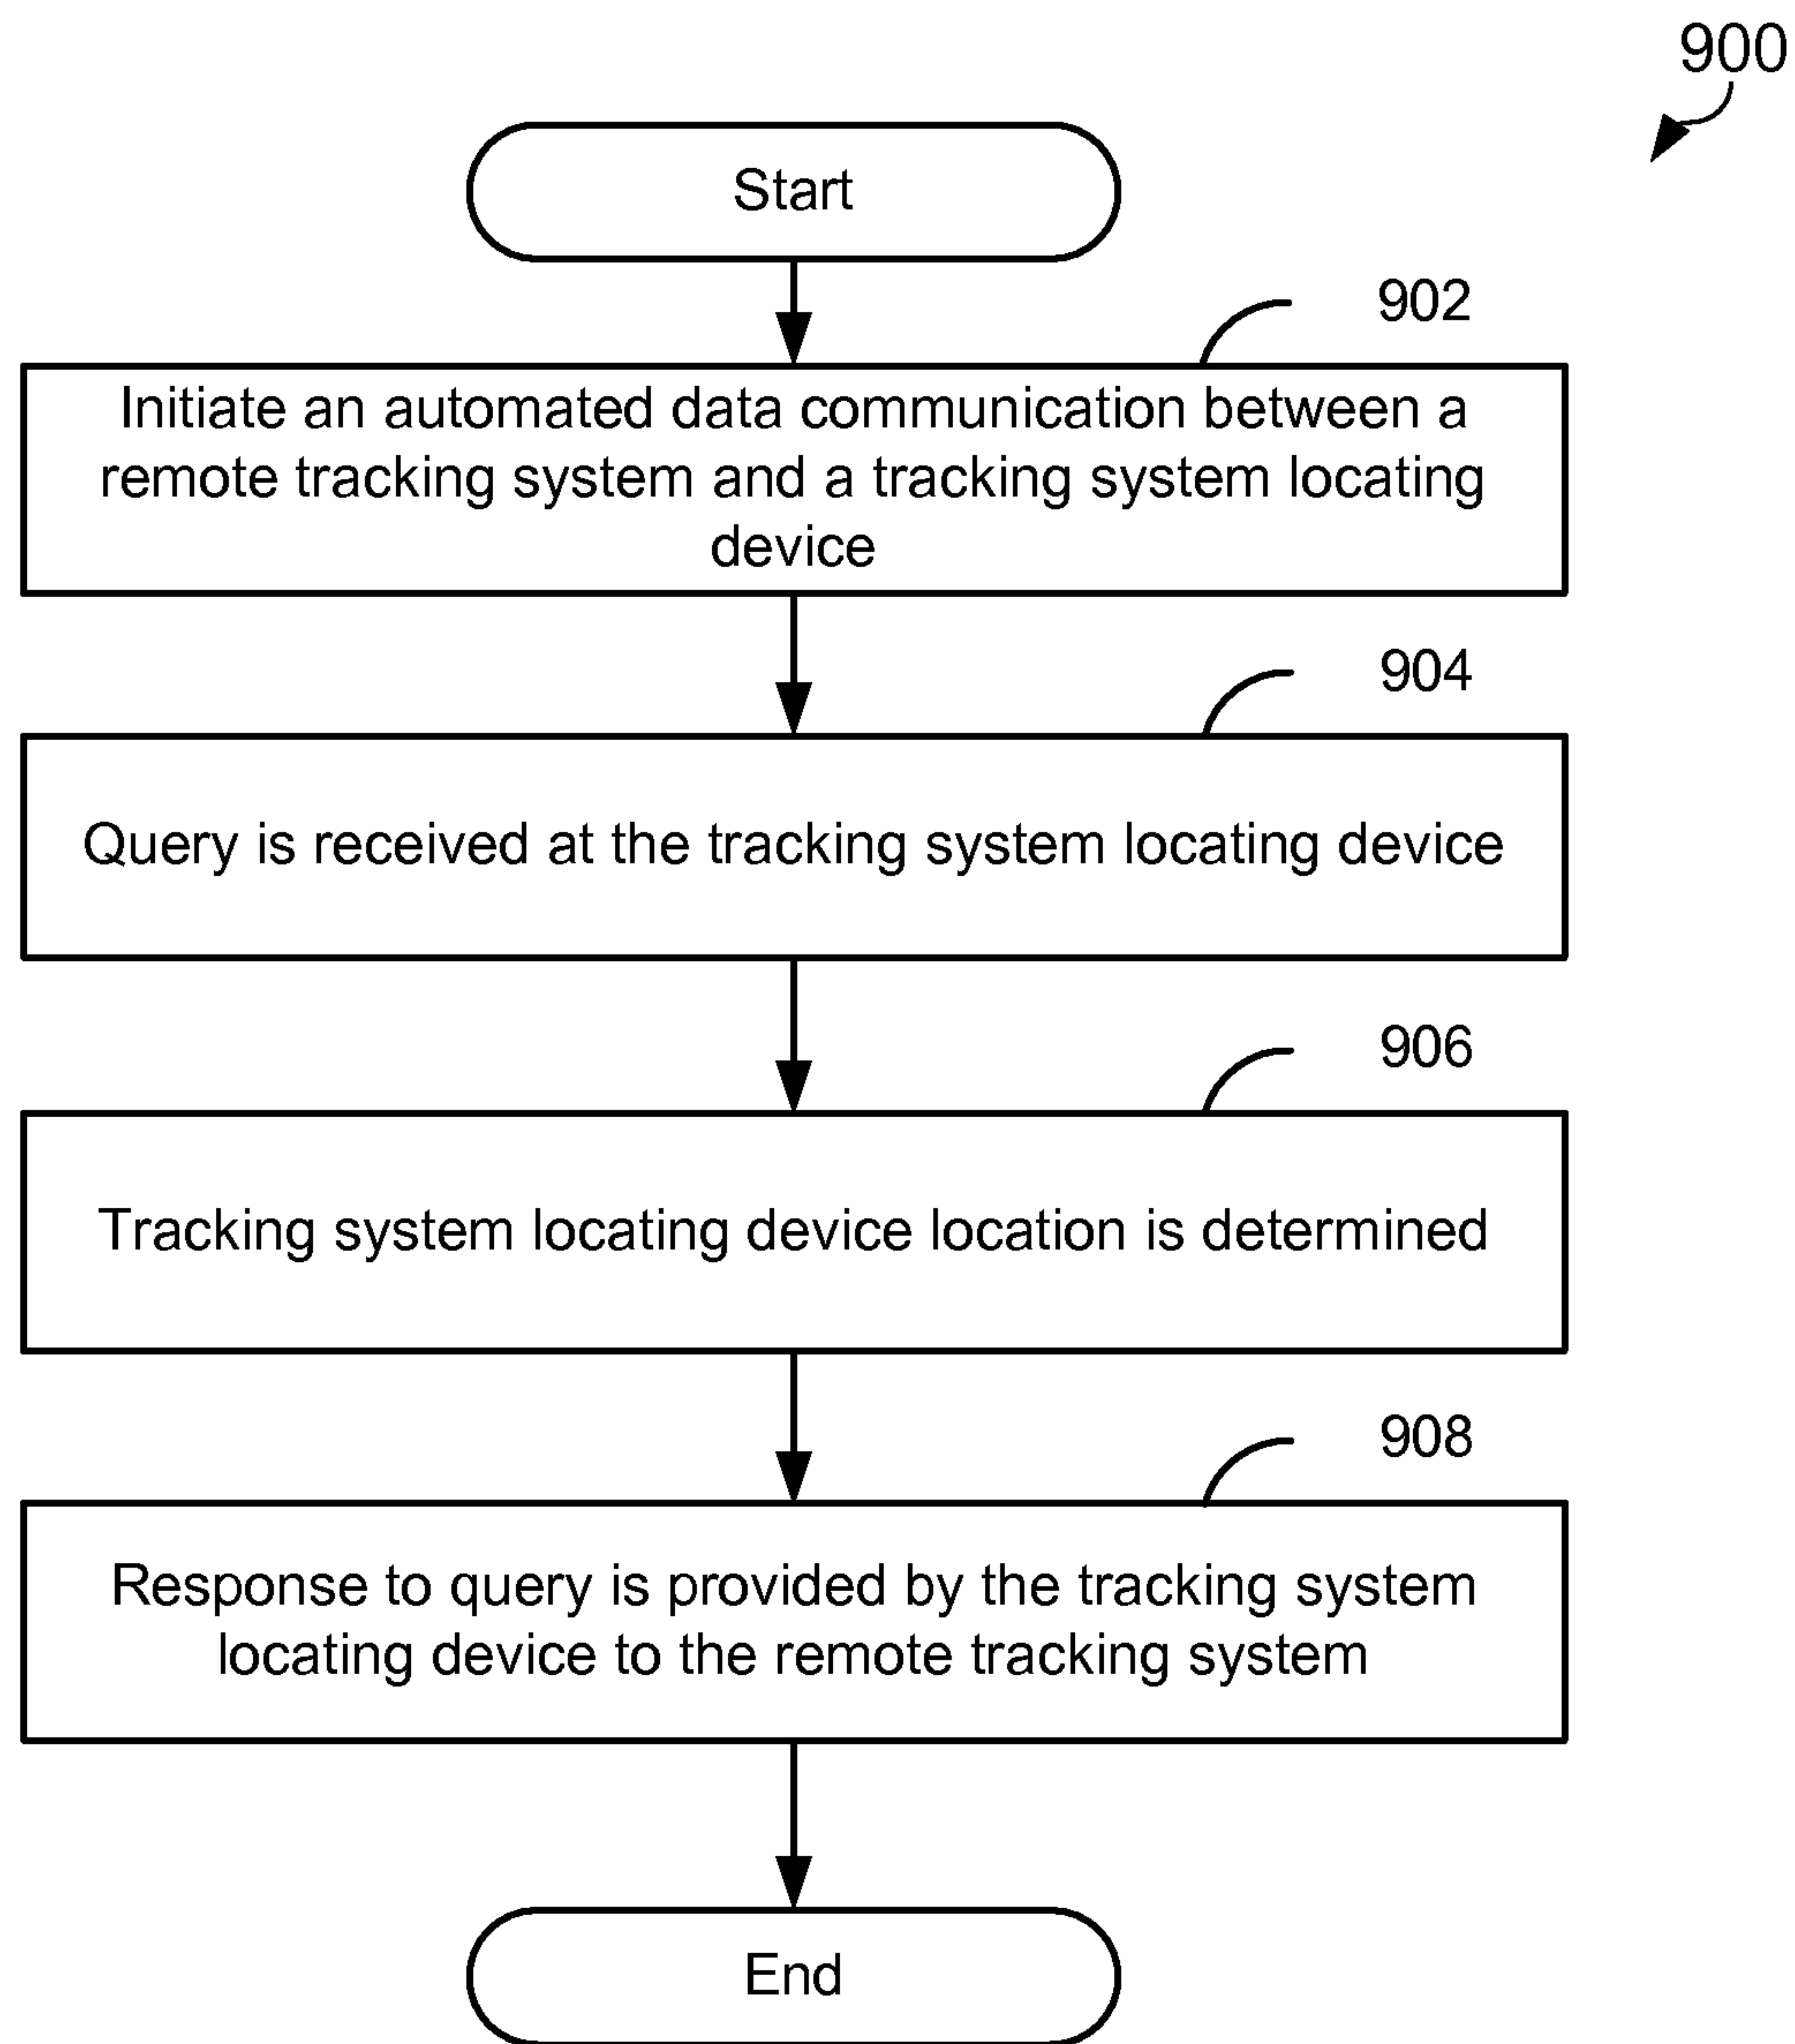 900
Start
902
Initiate an automated data communication between a
remote tracking system and a tracking system locating
device
904
Query is received at the tracking system locating device
906
Tracking system locating device location is determined
908
Response to query is provided by the tracking system
locating device to the remote tracking system
End